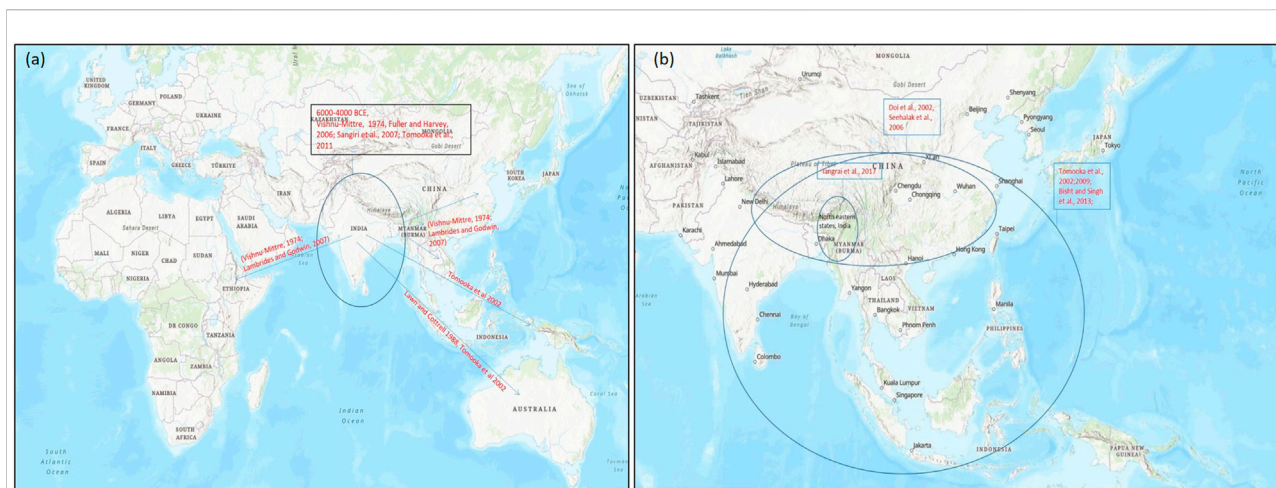 (a)
6000-4000 BCE,
Vishnu-Mittre, 1974, Fuller and Harvey,
2006; Sangiri et al., 2007; Tomooka et al.,
2011
KAZAKHSTAN
MONGOLIA
Gobi Desert
Ural
Sea of
Okhotsk
UNITED
KINGDOM
POLAND
GERMANY
UKRAINE
FRANCE
ITALY
SPAIN
GREECE
TÜRKIYE
SOUTH
KOREA
JAPAN
IRAN
CHINA
Himalaya
ALGERIA
LIBYA
EGYPT
SAUDI
ARABIA
Sahara Desert
INDIA
MYANMAR
(BURMA)
MALI
NIGER
CHAD
SUDAN
NIGERIA
ETHIOPIA
(Vishnu-Mittre, 1974;
Lambrides and Godwin, 2007)
(Vishnu-Mittre, 1974;
Lambrides and Godwin,
2007)
Tomooka et al 2002
Lawn and Cottrell 1988, Tomooka et al 2002
DR CONGO
TANZANIA
ANGOLA
ZAMBIA
NAMIBIA
SOUTH
AFRICA
INDONESIA
AUSTRALIA
Coral Sea
Indian
Ocean
South
Atlantic
Ocean
(b)
Lake
Balkhash
MONGOLIA
Gobi Desert
Urumqi
Tien Shan
UZBEKISTAN
Tashkent
TAJIKISTAN
Shenyang
Beijing
Pyongyang
Seoul
JAPAN
Tokyo
Doi et al., 2002,
Seehalak et al.,
2006
Kabul
AFGHANISTAN
Islamabad
Lahore
Plateau of Tibet
CHINA
Xi'an
Jangrai et al., 2017
Tomooka et al.,
2002;2009;
Bisht and Singh
et al., 2013;
North
Pacific
Ocean
PAKISTAN
New Delhi
Himalaya
Chengdu
Chongqing
Wuhan
Shanghai
North eastern
states, India
Karachi
Ahmedabad
Dhaka
MYANMAR
(BURMA)
Taipei
Hong Kong
Hanoi
Mumbai
Arabian
Sea
Hyderabad
Yangon
LAOS
THAILAND
VIETNAM
Bangkok
Manila
Bay of
Bengal
Chennai
Phnom Penh
PHILIPPINES
Colombo
Kuala Lumpur
Singapore
Jakarta
INDONESIA
PAPUA NEW
GUINEA